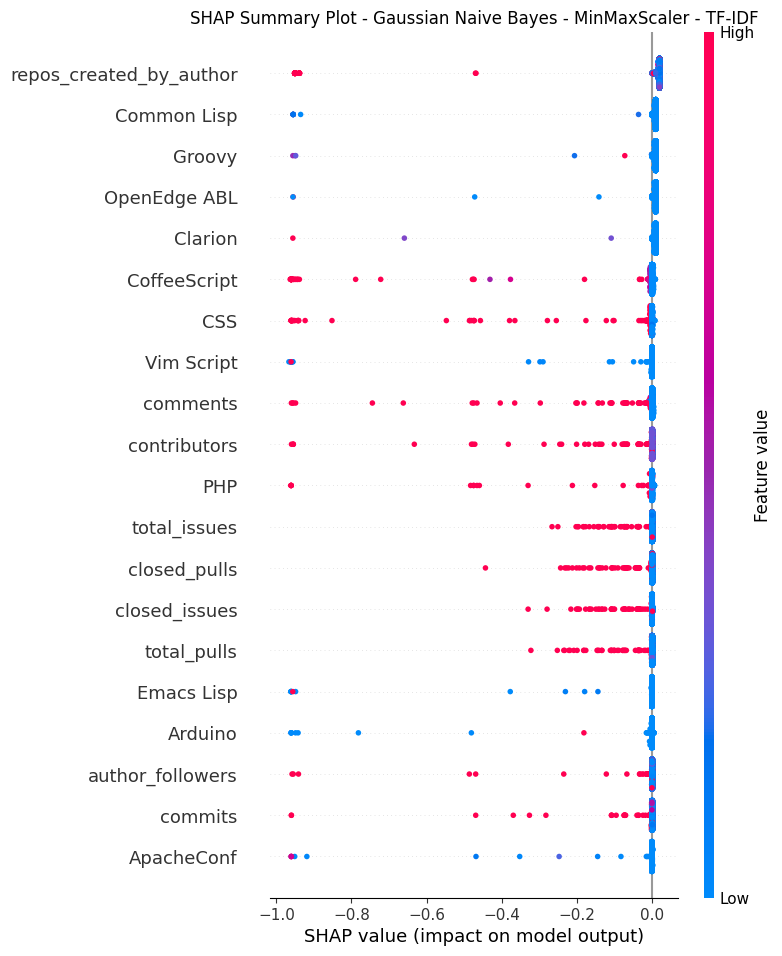 SHAP Summary Plot - Gaussian Naive Bayes - MinMaxScaler - TF-IDF
High
repos_created_by_author
Common Lisp
Groovy
OpenEdge ABL
Clarion
CoffeeScript
CSS
Vim Script
comments
contributors
PHP
total_issues
closed_pulls
closed_issues
total_pulls
Emacs Lisp
Arduino
author_followers
commits
ApacheConf
Feature value
Low
−1.0 −0.8 −0.6 −0.4 −0.2 0.0
SHAP value (impact on model output)